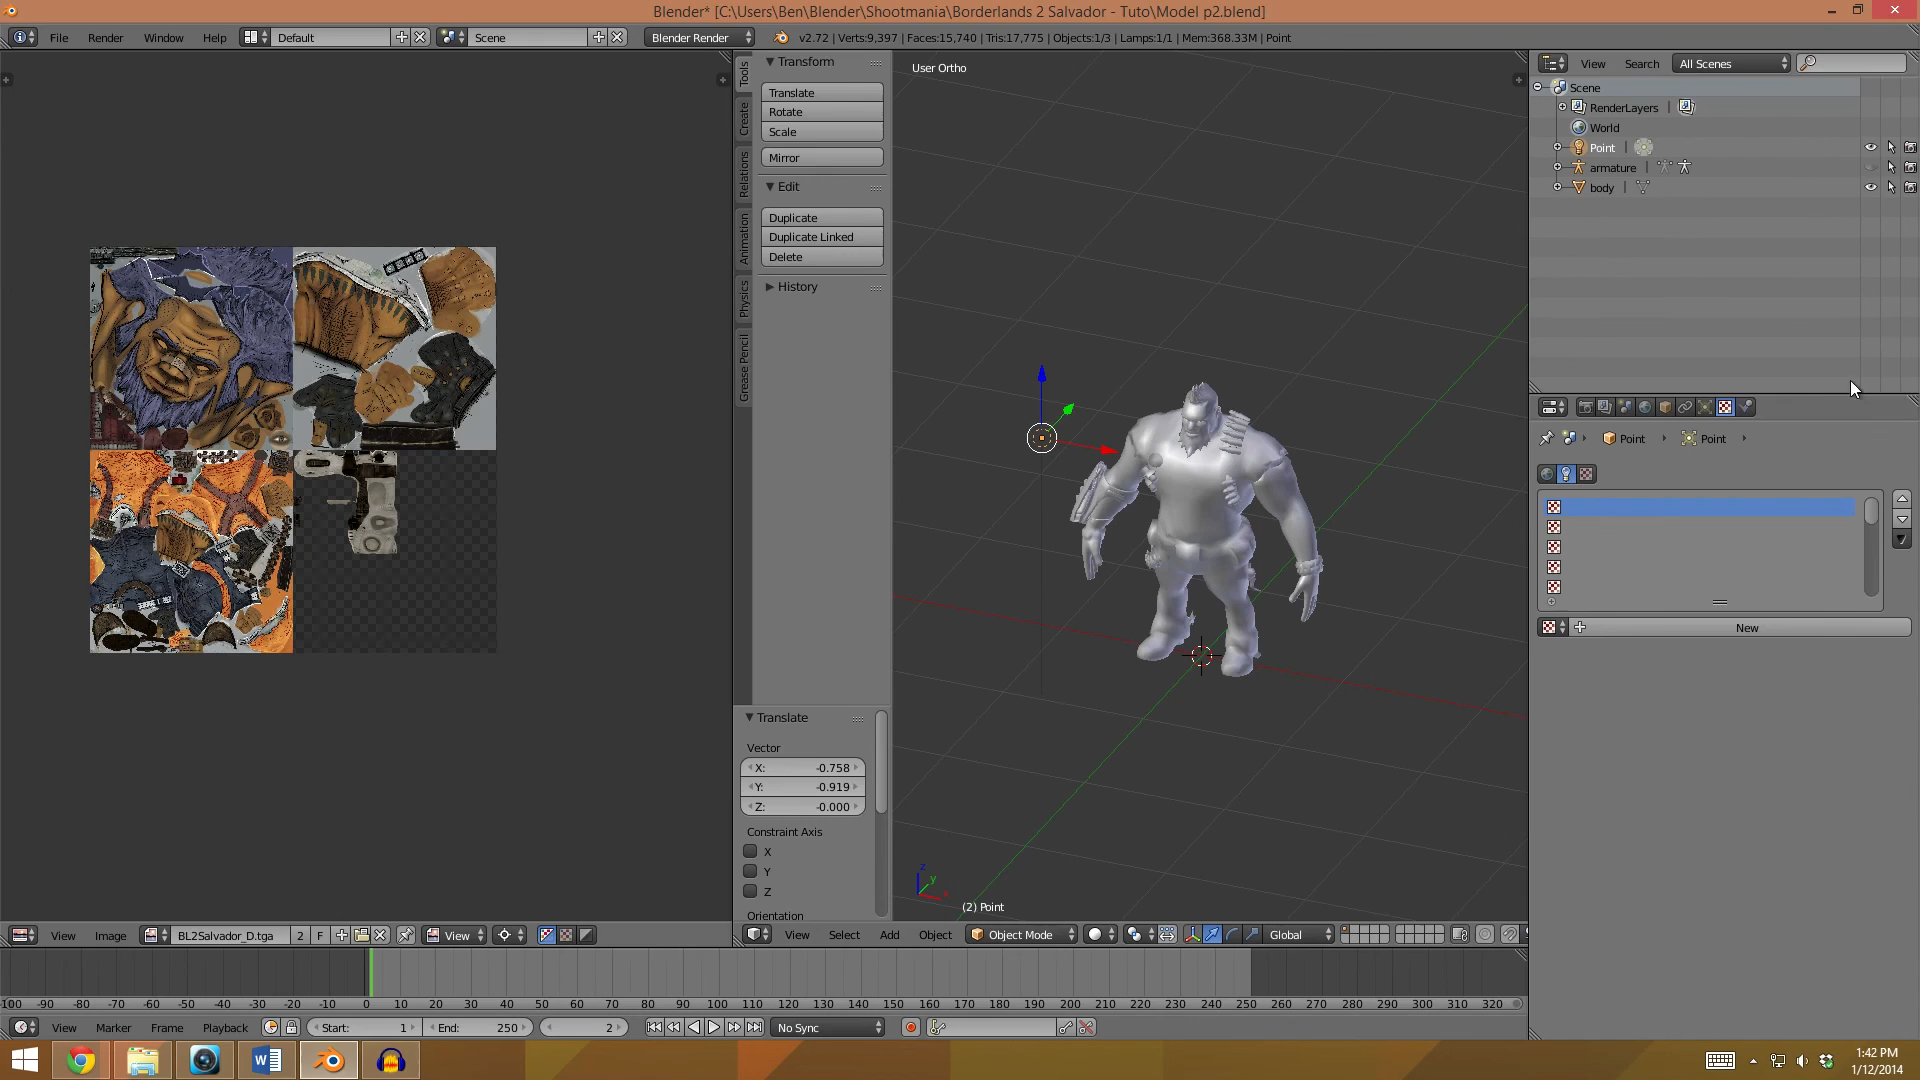 Blender* [C:\Users\Ben\Blender\Shootmania\Borderlands 2 Salvador - Tuto\Model p2.blend]
File Render Window Help Default Scene Blender Render v2.72 | Verts:9,397 | Faces:15,740 | Tris:17,775 | Objects:1/3 | Lamps:1/1 | Mem:368.33M | Point
Tools
Create
Relations
Animation
Physics
Grease Pencil
Transform
Translate
Rotate
Scale
Mirror
Edit
Duplicate
Duplicate Linked
Delete
History
Translate
Vector
X: -0.758
Y: -0.919
Z: -0.000
Constraint Axis
X
Y
Z
Orientation
User Ortho
z
y
x
(2) Point
View Search All Scenes
Scene
RenderLayers |
World
Point |
armature |
body |
Point Point
New
View Image BL2Salvador_D.tga 2 F View
View Select Add Object Object Mode Global
-100 -90 -80 -70 -60 -50 -40 -30 -20 -10 0 10 20 30 40 50 60 70 80 90 100 110 120 130 140 150 160 170 180 190 200 210 220 230 240 250 260 270 280 290 300 310 320
View Marker Frame Playback Start: 1 End: 250 2 No Sync
1:42 PM
1/12/2014